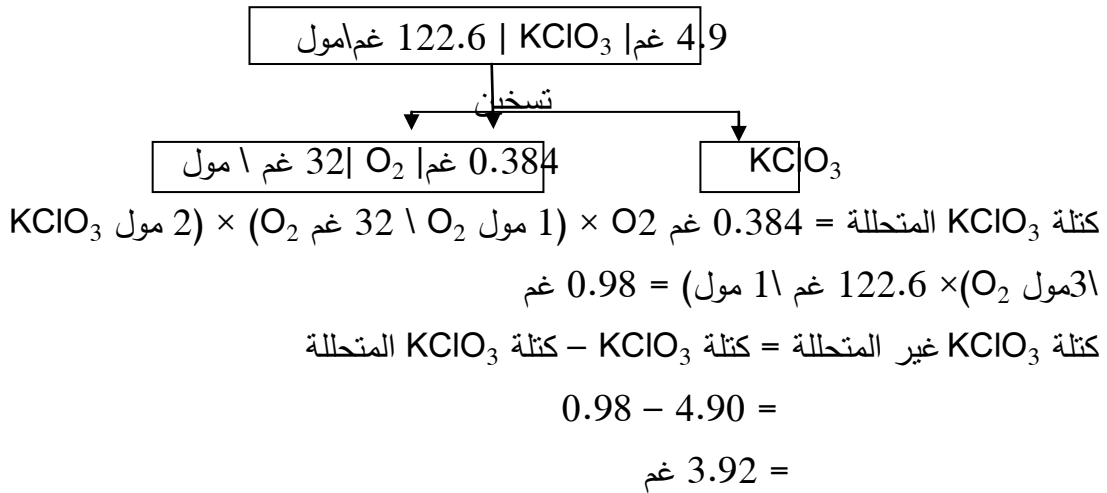 4.9 غم| KClO₃ | 122.6 غم\مول
تسخين
KClO₃
0.384 غم| O₂ |32 غم \ مول
كتلة KClO₃ المتحللة = 0.384 غم O2 × (1 مول O₂ \ 32 غم O₂) × (2 مول KClO₃
\3مول O₂)× 122.6 غم \1 مول) = 0.98 غم
كتلة KClO₃ غير المتحللة = كتلة KClO₃ – كتلة KClO₃ المتحللة
= 4.90 – 0.98
= 3.92 غم